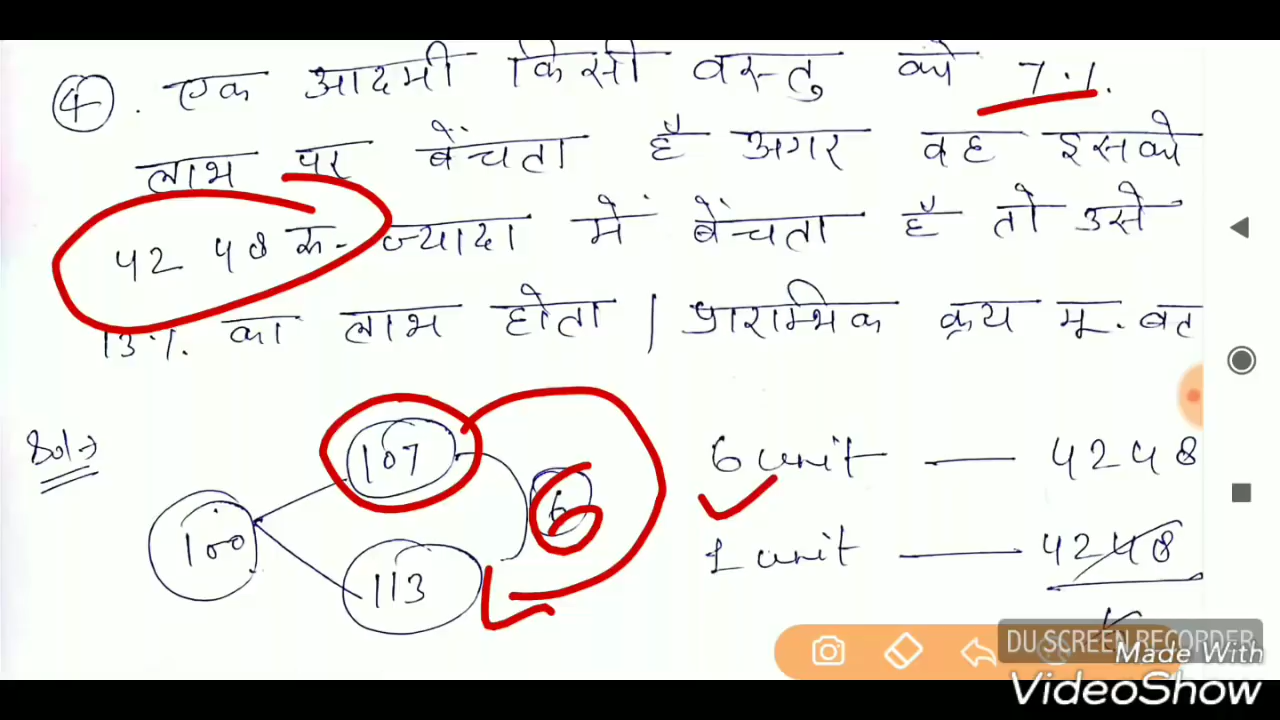 ④. एक आदमी किसी वस्तु को 7%.
लाभ पर बेंचता है अगर वह इसको
4248 रू- ज्यादा में बेंचता है तो उसे
13%. का लाभ होता | प्रारम्भिक क्रय मू. बत
Sol→
107
6
100
113
6 unit — 4248
1 unit — 4248
6
DU SCREEN RECORDER
Made With
VideoShow